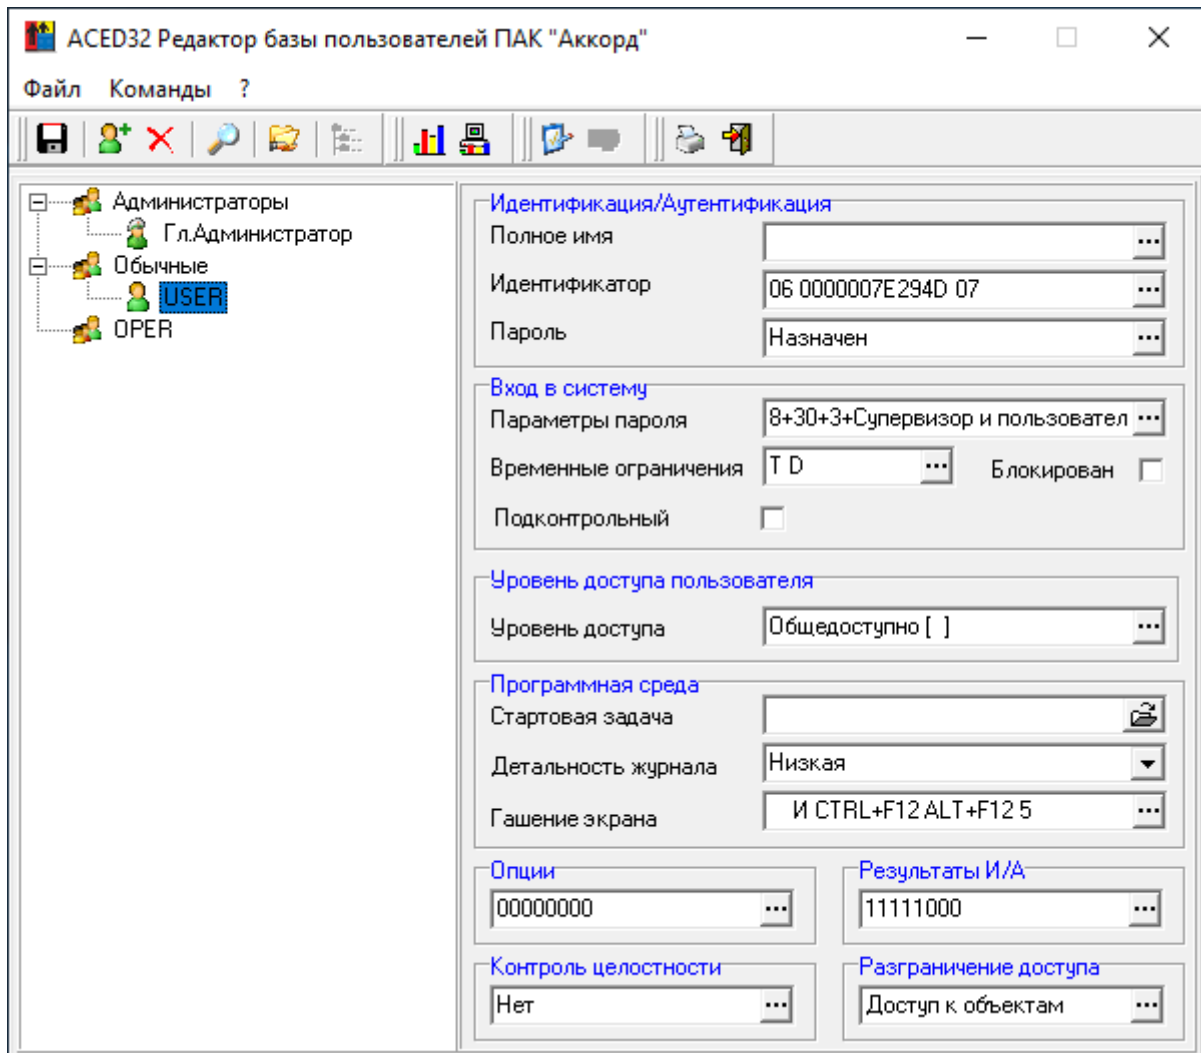 ACED32 Редактор базы пользователей ПАК "Аккорд"
Файл Команды ?
Администраторы
Гл.Администратор
Обычные
USER
OPER
Идентификация/Аутентификация
Полное имя
Идентификатор 06 0000007E294D 07
Пароль Назначен
Вход в систему
Параметры пароля 8+30+3+Супервизор и пользовател
Временные ограничения T D Блокирован
Подконтрольный
Уровень доступа пользователя
Уровень доступа Общедоступно [ ]
Программная среда
Стартовая задача
Детальность журнала Низкая
Гашение экрана И CTRL+F12 ALT+F12 5
Опции Результаты И/А
00000000 11111000
Контроль целостности Разграничение доступа
Нет Доступ к объектам